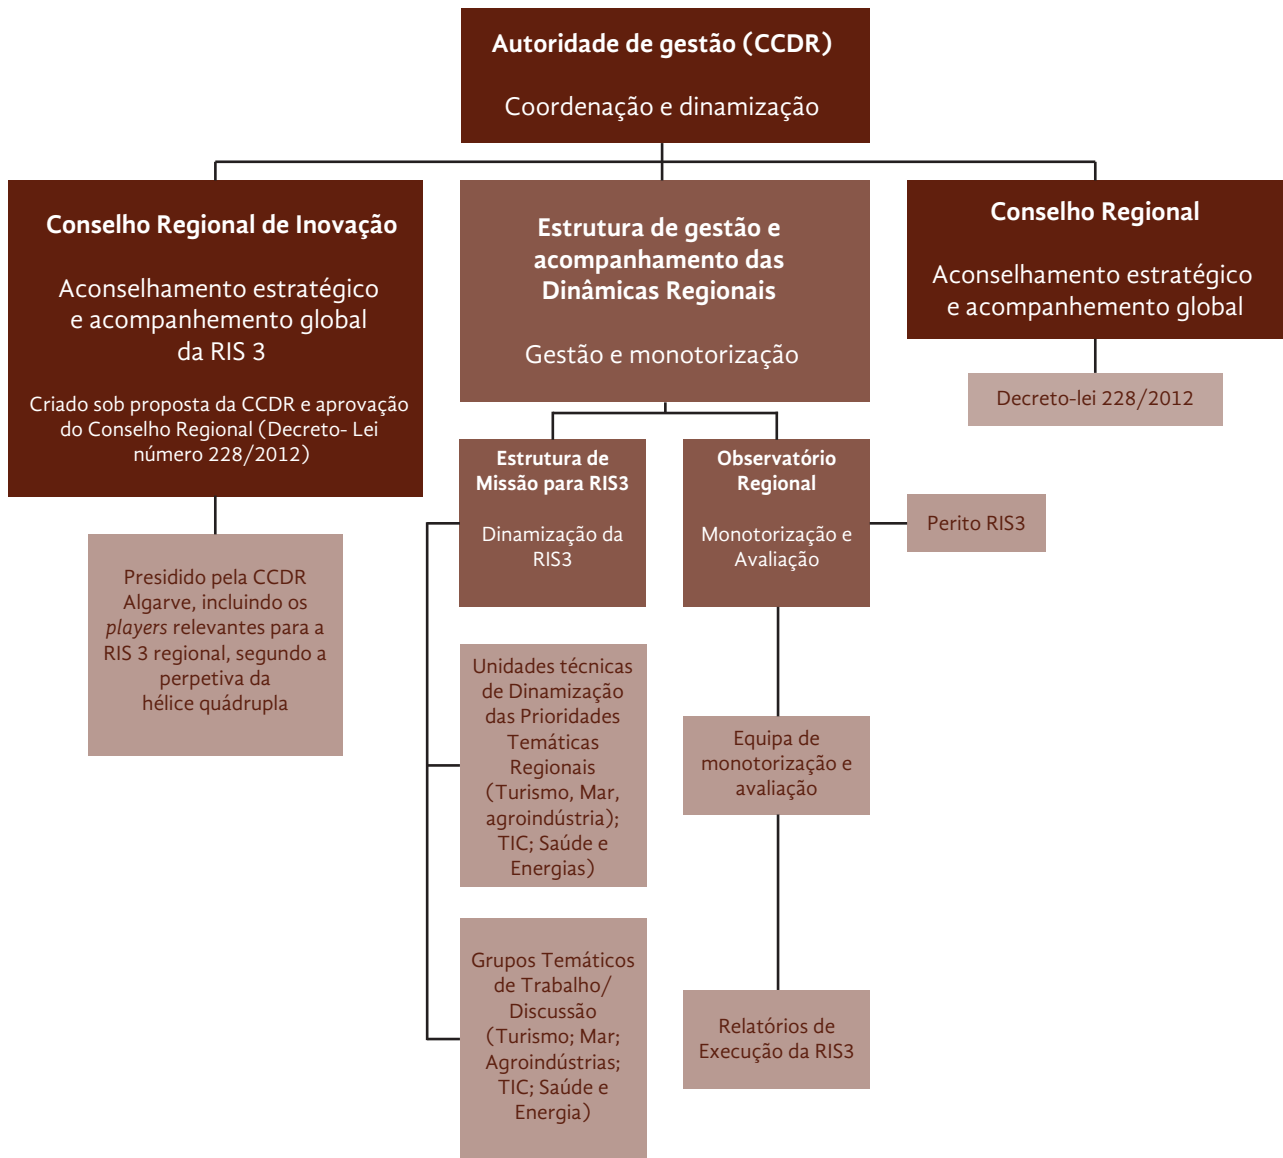 Autoridade de gestão (CCDR)
Coordenação e dinamização
Conselho Regional de Inovação
Aconselhamento estratégico
e acompanhemento global
da RIS 3
Criado sob proposta da CCDR e aprovação
do Conselho Regional (Decreto- Lei
número 228/2012)
Presidido pela CCDR
Algarve, incluindo os
players relevantes para a
RIS 3 regional, segundo a
perpetiva da
hélice quádrupla
Estrutura de gestão e
acompanhamento das
Dinâmicas Regionais
Gestão e monotorização
Conselho Regional
Aconselhamento estratégico
e acompanhemento global
Decreto-lei 228/2012
Estrutura de
Missão para RIS3
Dinamização da
RIS3
Observatório
Regional
Monotorização e
Avaliação
Perito RIS3
Unidades técnicas
de Dinamização
das Prioridades
Temáticas
Regionais
(Turismo, Mar,
agroindústria);
TIC; Saúde e
Energias)
Equipa de
monotorização e
avaliação
Grupos Temáticos
de Trabalho/
Discussão
(Turismo; Mar;
Agroindústrias;
TIC; Saúde e
Energia)
Relatórios de
Execução da RIS3